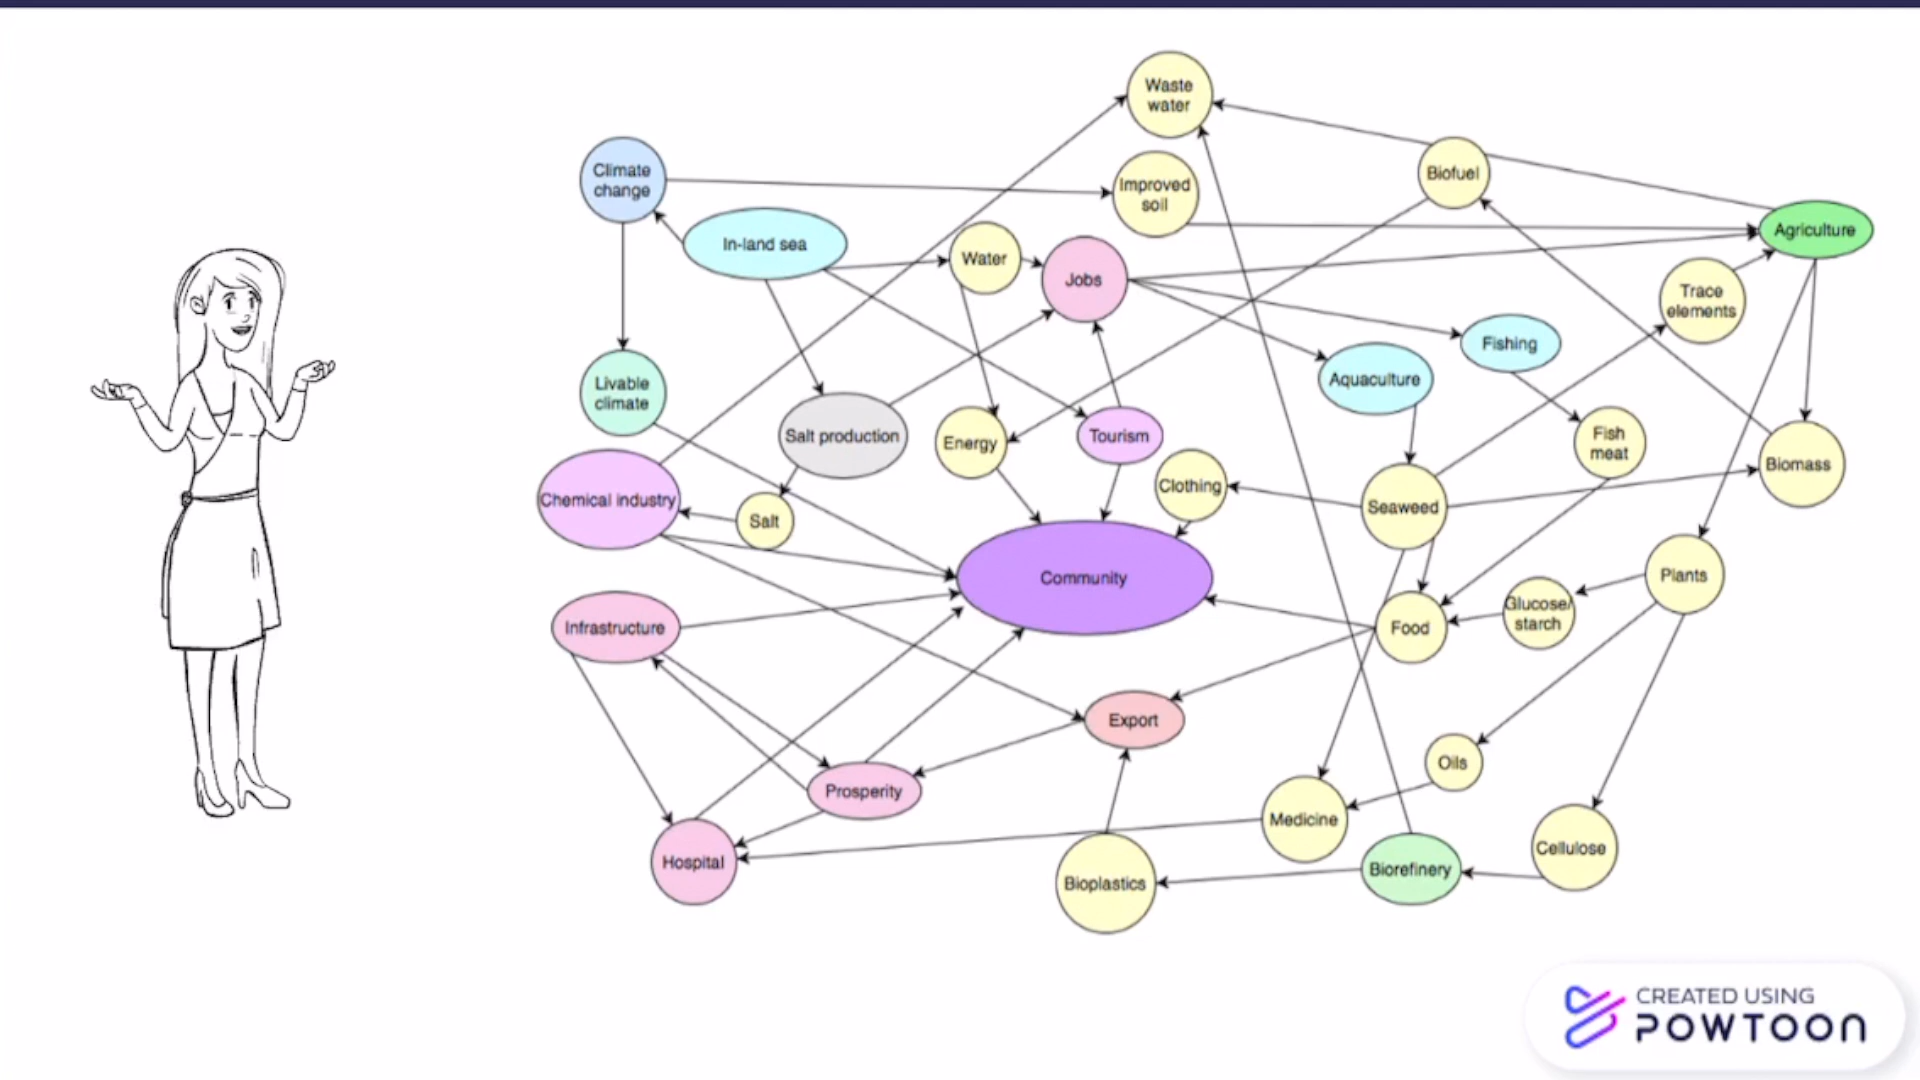 Waste
water
Climate
change
Improved
soil
Biofuel
In-land sea
Water
Jobs
Agriculture
Trace
elements
Fishing
Aquaculture
Livable
climate
Salt production
Energy
Tourism
Fish
meat
Biomass
Chemical industry
Salt
Clothing
Seaweed
Community
Plants
Glucose/
starch
Infrastructure
Food
Export
Oils
Prosperity
Medicine
Hospital
Bioplastics
Biorefinery
Cellulose
CREATED USING
POWTOON